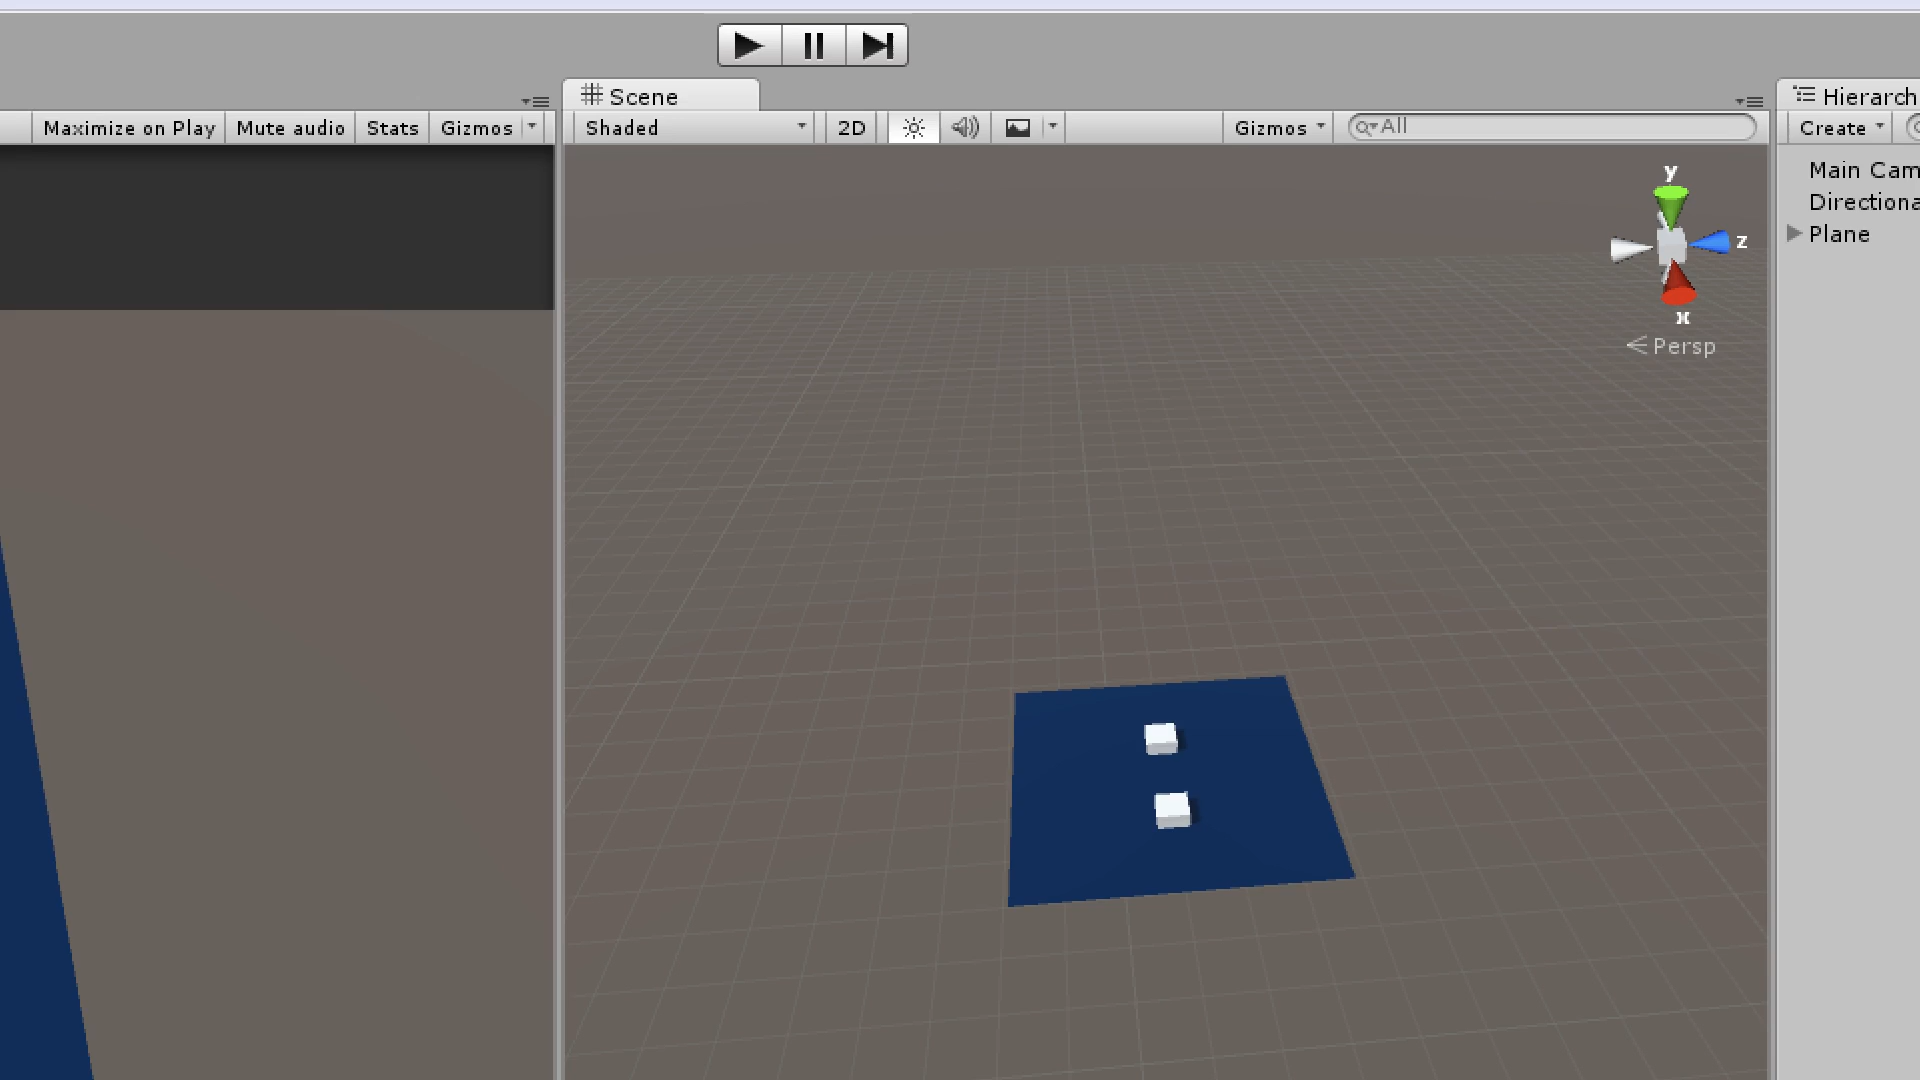 Scene
Hierarch
Maximize on Play Mute audio Stats Gizmos
Shaded 2D Gizmos All
Create
Main Cam
Directiona
Plane
y
z
x
Persp